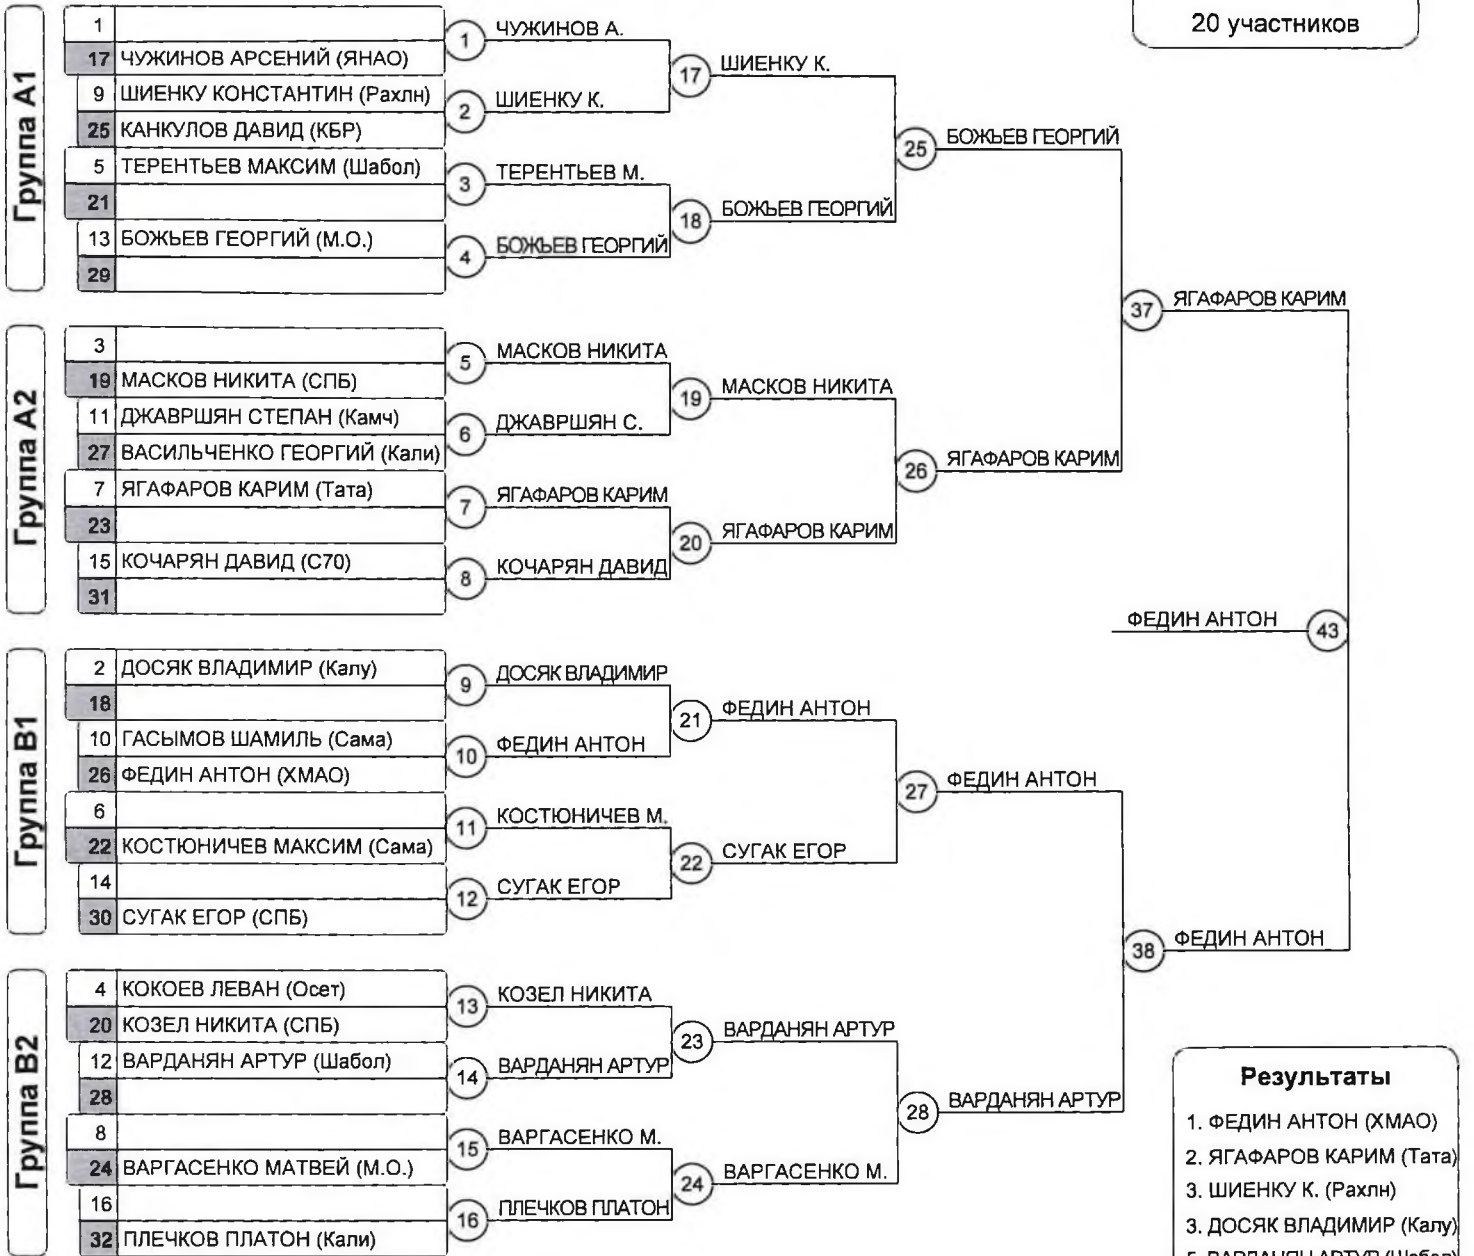 20 участников
Группа A1
1
17 ЧУЖИНОВ АРСЕНИЙ (ЯНАО)
9 ШИЕНКУ КОНСТАНТИН (Рахлн)
25 КАНКУЛОВ ДАВИД (КБР)
5 ТЕРЕНТЬЕВ МАКСИМ (Шабол)
21
13 БОЖЬЕВ ГЕОРГИЙ (М.О.)
29
1 ЧУЖИНОВ А.
2 ШИЕНКУ К.
3 ТЕРЕНТЬЕВ М.
4 БОЖЬЕВ ГЕОРГИЙ
17 ШИЕНКУ К.
18 БОЖЬЕВ ГЕОРГИЙ
25 БОЖЬЕВ ГЕОРГИЙ
Группа A2
3
19 МАСКОВ НИКИТА (СПБ)
11 ДЖАВРШЯН СТЕПАН (Камч)
27 ВАСИЛЬЧЕНКО ГЕОРГИЙ (Кали)
7 ЯГАФАРОВ КАРИМ (Тата)
23
15 КОЧАРЯН ДАВИД (С70)
31
5 МАСКОВ НИКИТА
6 ДЖАВРШЯН С.
7 ЯГАФАРОВ КАРИМ
8 КОЧАРЯН ДАВИД
19 МАСКОВ НИКИТА
20 ЯГАФАРОВ КАРИМ
26 ЯГАФАРОВ КАРИМ
37 ЯГАФАРОВ КАРИМ
ФЕДИН АНТОН 43
Группа B1
2 ДОСЯК ВЛАДИМИР (Калу)
18
10 ГАСЫМОВ ШАМИЛЬ (Сама)
26 ФЕДИН АНТОН (ХМАО)
6
22 КОСТЮНИЧЕВ МАКСИМ (Сама)
14
30 СУГАК ЕГОР (СПБ)
9 ДОСЯК ВЛАДИМИР
10 ФЕДИН АНТОН
11 КОСТЮНИЧЕВ М.
12 СУГАК ЕГОР
21 ФЕДИН АНТОН
22 СУГАК ЕГОР
27 ФЕДИН АНТОН
38 ФЕДИН АНТОН
Группа B2
4 КОКОЕВ ЛЕВАН (Осет)
20 КОЗЕЛ НИКИТА (СПБ)
12 ВАРДАНЯН АРТУР (Шабол)
28
8
24 ВАРГАСЕНКО МАТВЕЙ (М.О.)
16
32 ПЛЕЧКОВ ПЛАТОН (Кали)
13 КОЗЕЛ НИКИТА
14 ВАРДАНЯН АРТУР
15 ВАРГАСЕНКО М.
16 ПЛЕЧКОВ ПЛАТОН
23 ВАРДАНЯН АРТУР
24 ВАРГАСЕНКО М.
28 ВАРДАНЯН АРТУР
Результаты
1. ФЕДИН АНТОН (ХМАО)
2. ЯГАФАРОВ КАРИМ (Тата)
3. ШИЕНКУ К. (Рахлн)
3. ДОСЯК ВЛАДИМИР (Калу)
5. ВАРДАНЯН АРТУР (Шабол)